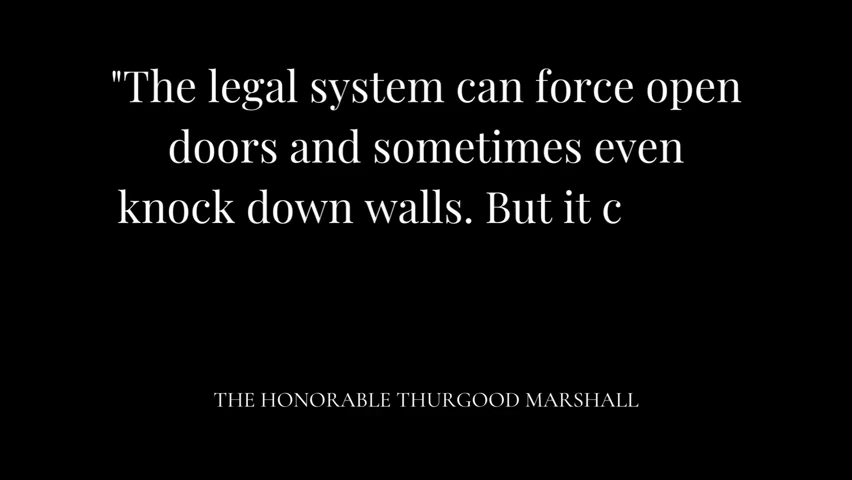 "The legal system can force open
doors and sometimes even
knock down walls. But it c
THE HONORABLE THURGOOD MARSHALL